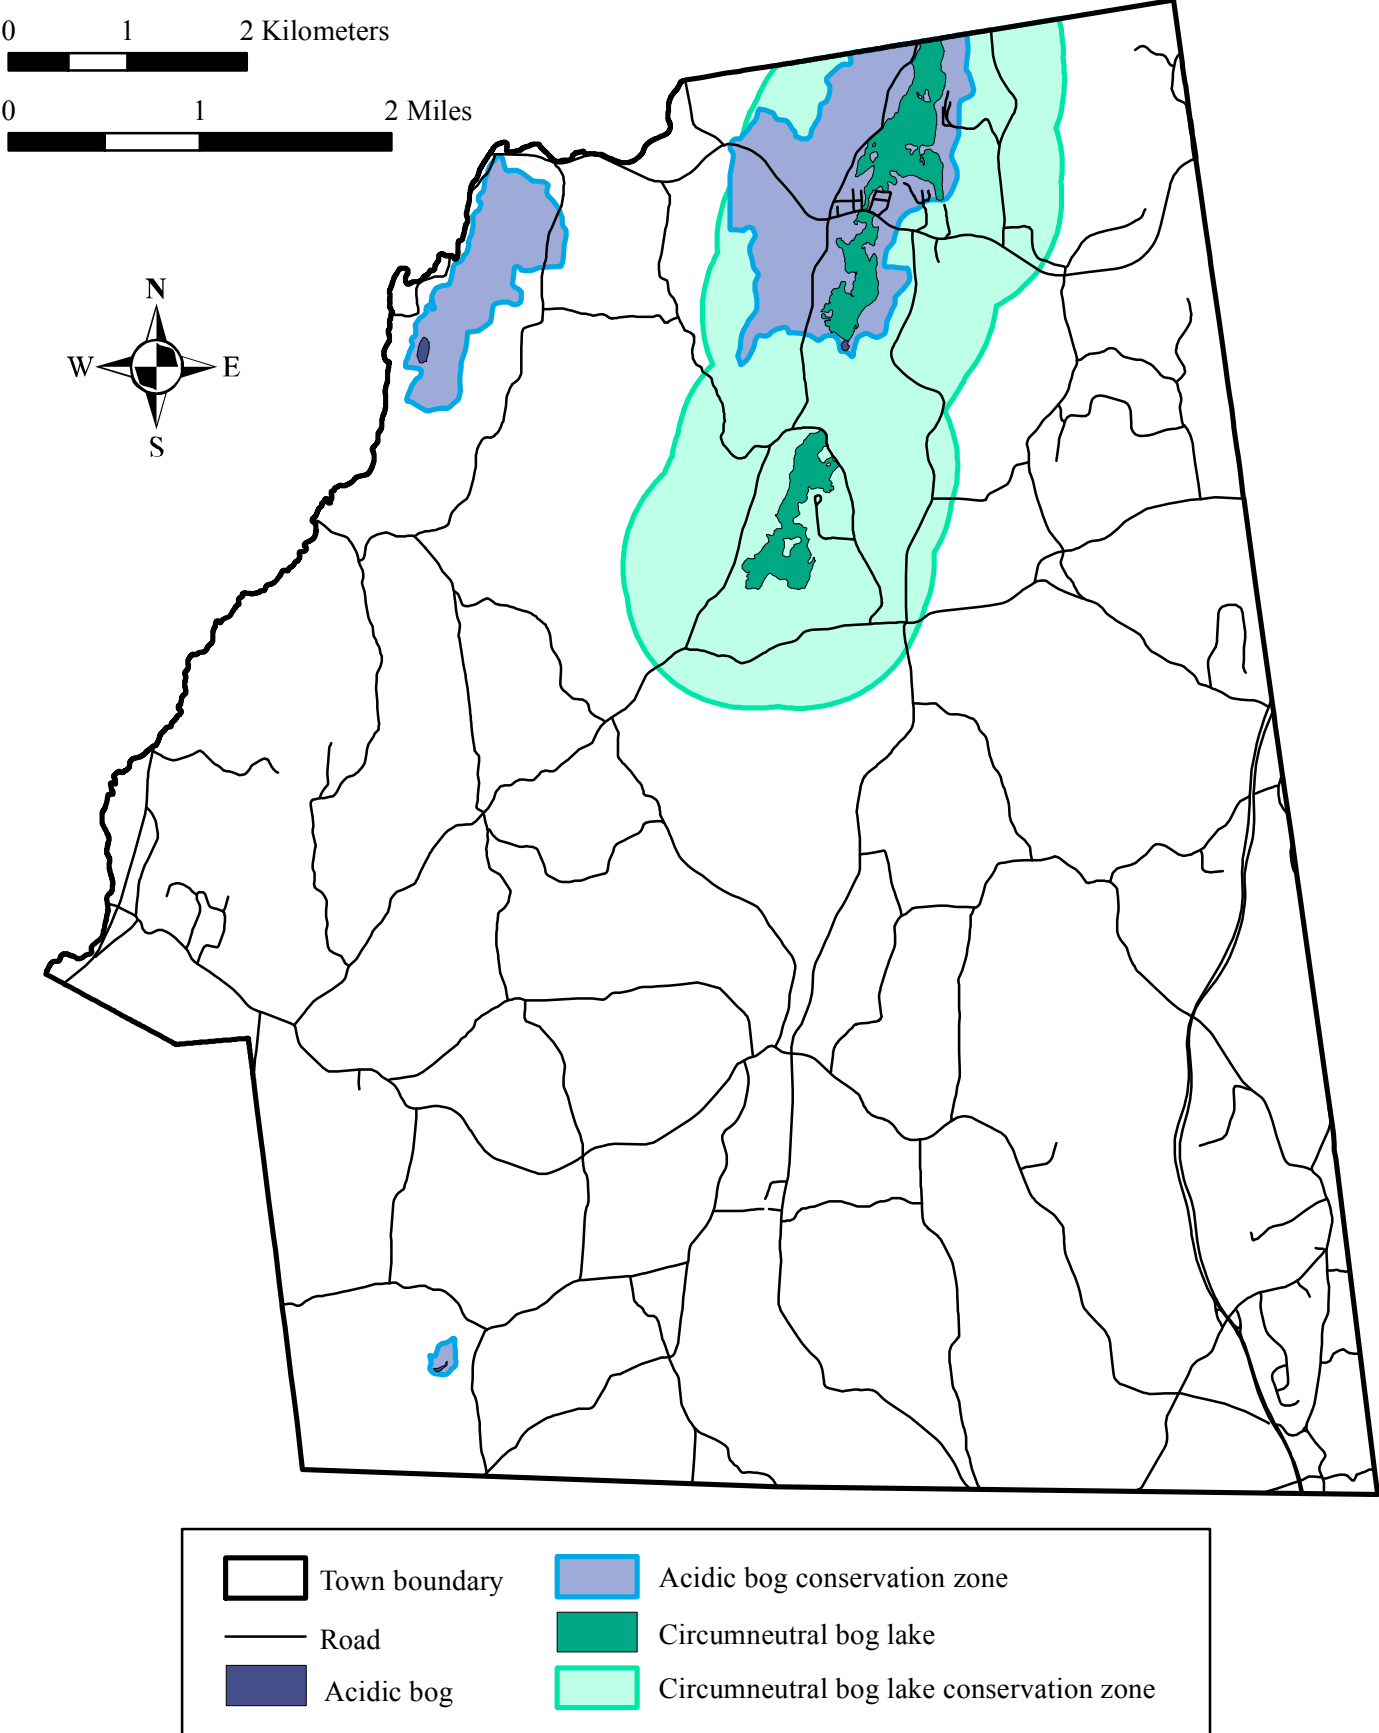 0 1 2 Kilometers
0 1 2 Miles
N
W E
S
Town boundary
Acidic bog conservation zone
Road
Circumneutral bog lake
Acidic bog
Circumneutral bog lake conservation zone